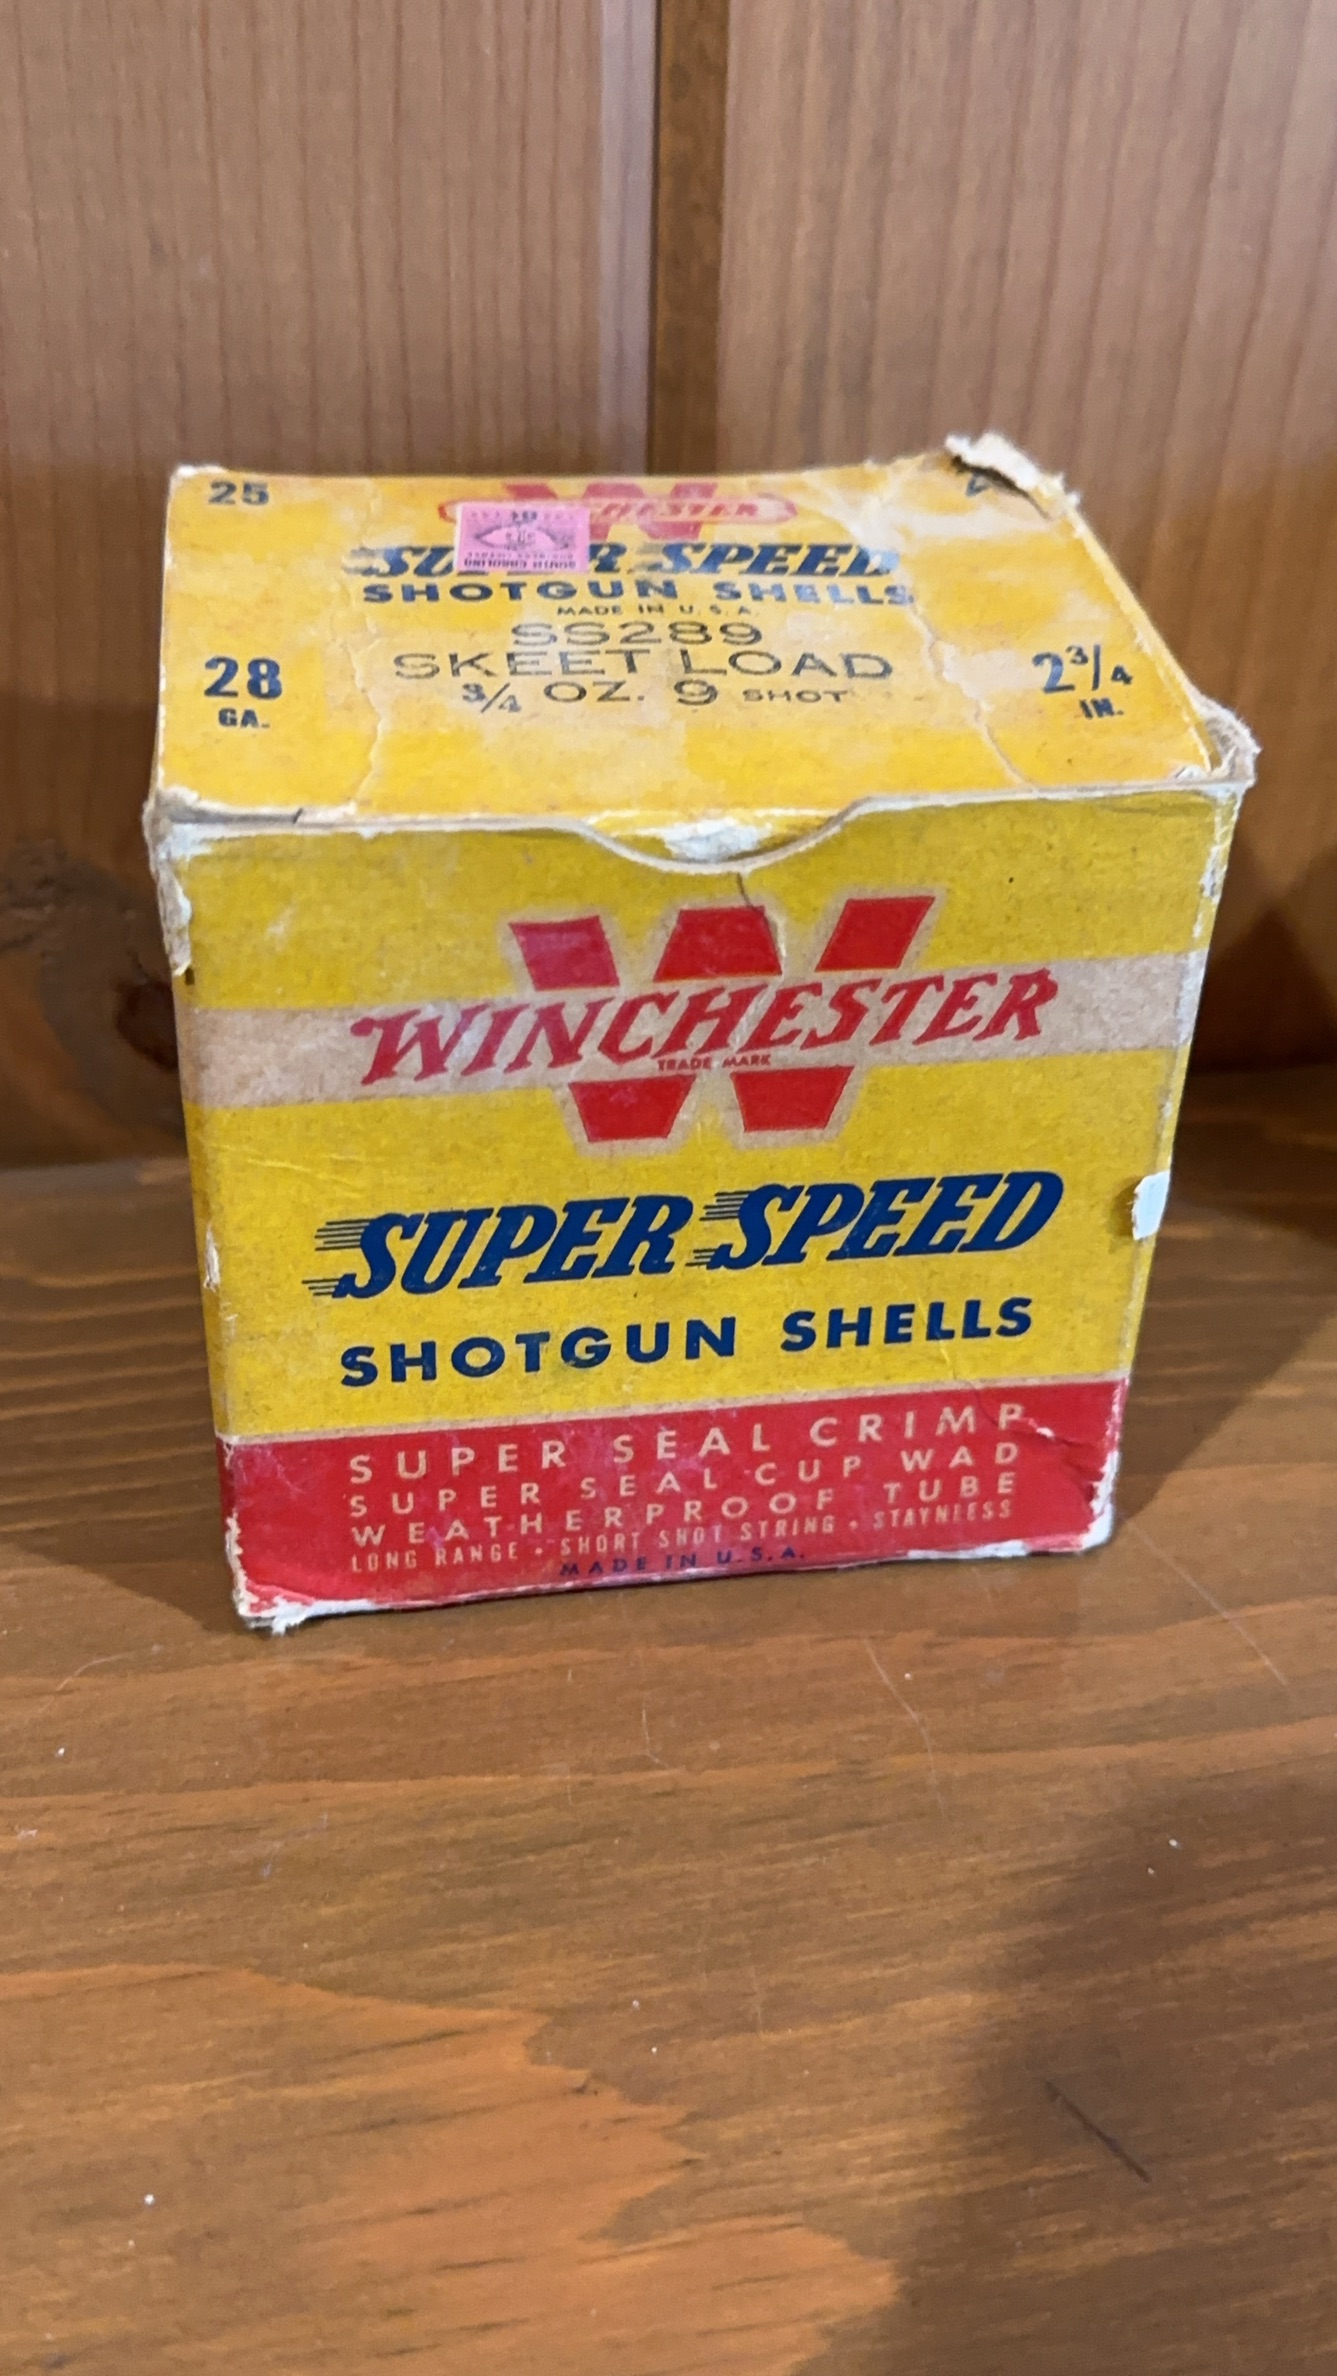 25
WINCHESTER
SUPER SPEED
SHOTGUN SHELLS
MADE IN U.S.A.
SS289
SKEET LOAD
3/4 OZ. 9 SHOT
28
GA.
2 3/4
IN.
SOUTH CAROLINA
WINCHESTER
TRADE MARK
SUPER SPEED
SHOTGUN SHELLS
SUPER SEAL CRIMP
SUPER SEAL CUP WAD
WEATHERPROOF TUBE
LONG RANGE • SHORT SHOT STRING • STAYNLESS
MADE IN U.S.A.